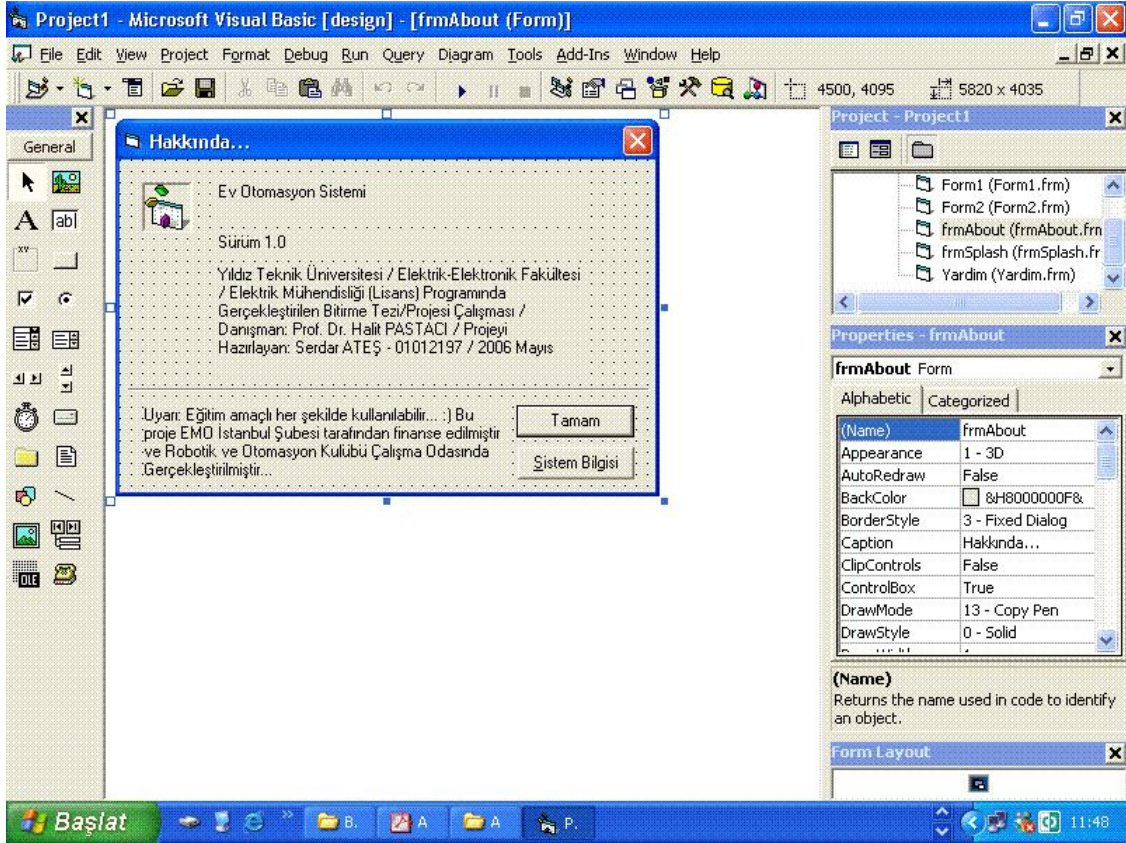 Project1 - Microsoft Visual Basic [design] - [frmAbout (Form)]
File Edit View Project Format Debug Run Query Diagram Tools Add-Ins Window Help
4500, 4095 5820 x 4035
General
A ab|
xv
OLE
Hakkında...
Ev Otomasyon Sistemi
Sürüm 1.0
Yıldız Teknik Üniversitesi / Elektrik-Elektronik Fakültesi
/ Elektrik Mühendisliği (Lisans) Programında
Gerçekleştirilen Bitirme Tezi/Projesi Çalışması /
Danışman: Prof. Dr. Halit PASTACI / Projeyi
Hazırlayan: Serdar ATEŞ - 01012197 / 2006 Mayıs
Uyarı: Eğitim amaçlı her şekilde kullanılabilir... :) Bu
proje EMO İstanbul Şubesi tarafından finanse edilmiştir
ve Robotik ve Otomasyon Kulübü Çalışma Odasında
Gerçekleştirilmiştir...
Tamam
Sistem Bilgisi
Project - Project1
Form1 (Form1.frm)
Form2 (Form2.frm)
frmAbout (frmAbout.frn
frmSplash (frmSplash.fr
Yardim (Yardim.frm)
Properties - frmAbout
frmAbout Form
Alphabetic Categorized
(Name) frmAbout
Appearance 1 - 3D
AutoRedraw False
BackColor &H8000000F&
BorderStyle 3 - Fixed Dialog
Caption Hakkında...
ClipControls False
ControlBox True
DrawMode 13 - Copy Pen
DrawStyle 0 - Solid
(Name)
Returns the name used in code to identify
an object.
Form Layout
Başlat B. A A P. 11:48